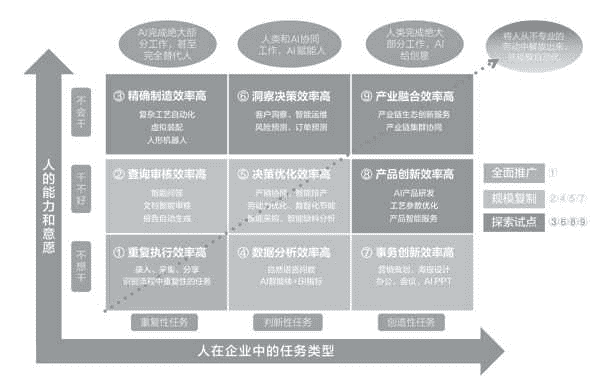 AI完成绝大
部分工作，甚至
完全替代人
人类和AI协同
工作，AI赋能人
人类完成绝大
部分工作，AI
给创意
将人从不专业的
劳动中解放出来，
人的能力和意愿
不会干
干不好
不想干
③ 精确制造效率高
复杂工艺自动化
虚拟装配
人形机器人
⑥ 洞察决策效率高
客户洞察、智能运维
风险预测、订单预测
⑨ 产业融合效率高
产业链生态创新服务
产业链集群协同
② 查询审核效率高
智能问答
文档智能审核
报告自动生成
⑤ 决策优化效率高
产销协同、智能排产
劳动力优化、数智化节能
智能采购、智能缺料分析
⑧ 产品创新效率高
AI产品研发
工艺参数优化
产品智能服务
① 重复执行效率高
录入、采集、分享
识别流程中重复性的任务
④ 数据分析效率高
自然语言问数
AI智能体+BI指标
⑦ 事务创新效率高
营销策划、海报设计
办公、会议、AI PPT
全面推广 ①
规模复制 ②④⑤⑦
探索试点 ③⑥⑧⑨
重复性任务
判断性任务
创造性任务
人在企业中的任务类型